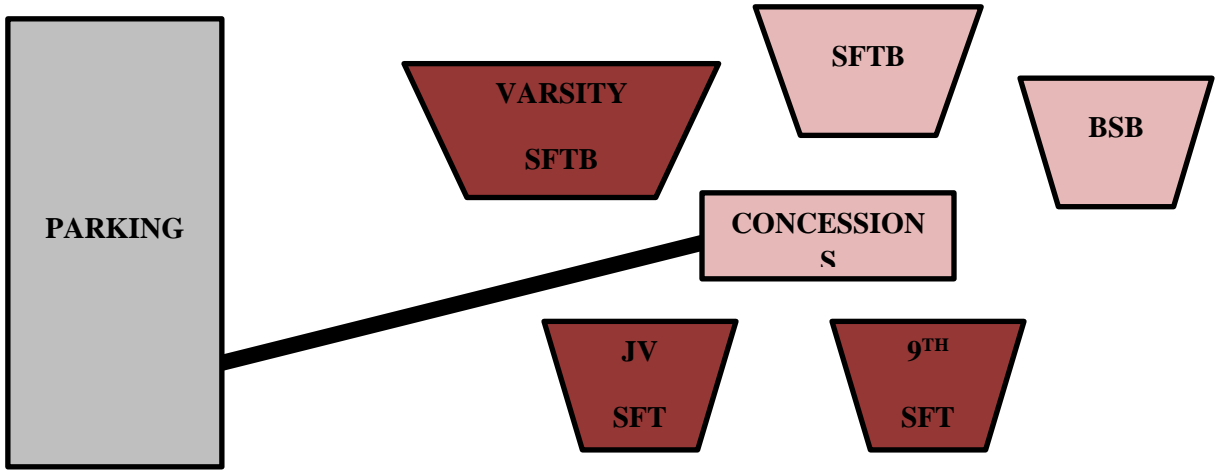 PARKING
VARSITY
SFTB
SFTB
BSB
CONCESSION
S
JV
SFT
9TH
SFT